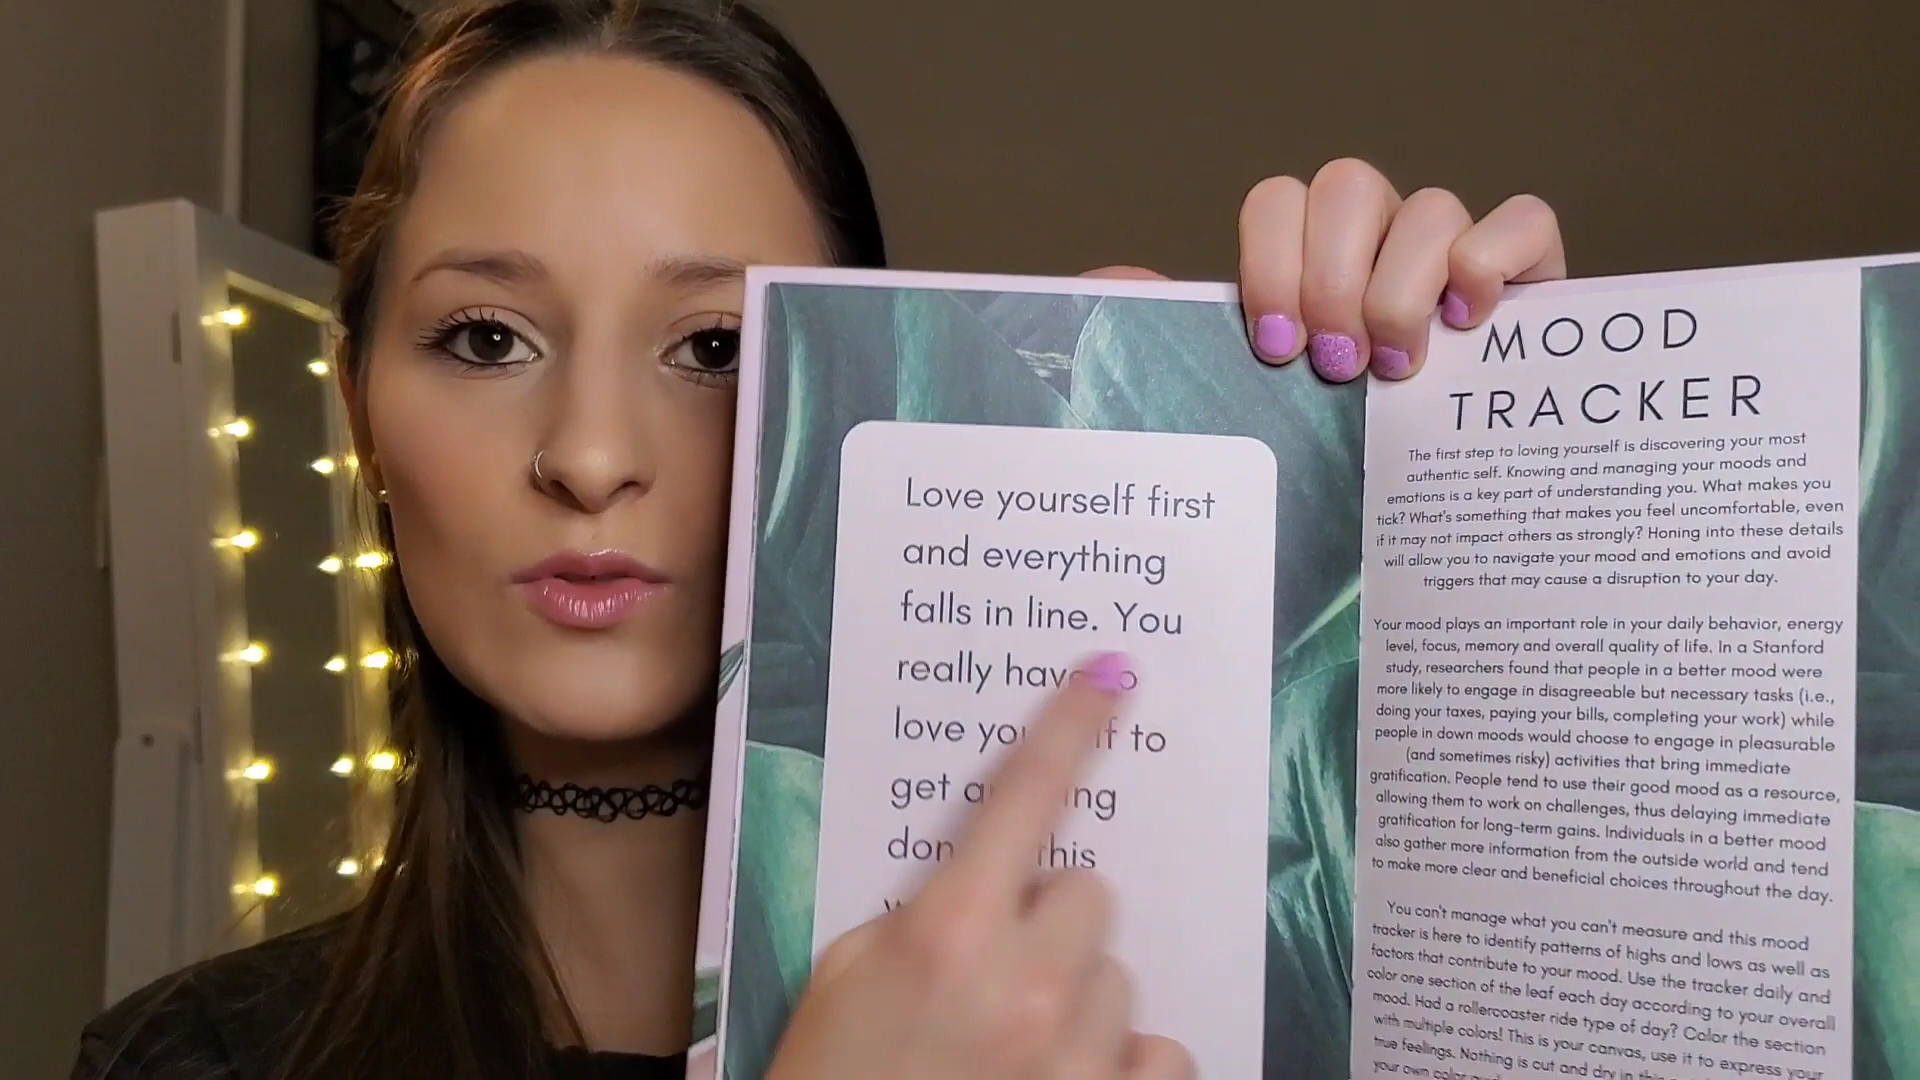 Love yourself first
and everything
falls in line. You
really have
love to
get
this
MOOD
TRACKER
The first step to loving yourself is discovering your most
authentic self. Knowing and managing your moods and
emotions is a key part of understanding you. What makes you
tick? What's something that makes you feel uncomfortable, even
if it may not impact others as strongly? Honing into these details
will allow you to navigate your mood and emotions and avoid
triggers that may cause a disruption to your day.
Your mood plays an important role in your daily behavior, energy
level, focus, memory and overall quality of life. In a Stanford
study, researchers found that people in a better mood were
more likely to engage in disagreeable but necessary tasks (i.e.,
doing your taxes, paying your bills, completing your work) while
people in down moods would choose to engage in pleasurable
(and sometimes risky) activities that bring immediate
gratification. People tend to use their good mood as a resource,
allowing them to work on challenges, thus delaying immediate
gratification for long-term gains. Individuals in a better mood
also gather more information from the outside world and tend
to make more clear and beneficial choices throughout the day.
You can't manage what you can't measure and this mood
tracker is here to identify patterns of highs and lows as well as
factors that contribute to your mood. Use the tracker daily and
color one section of the leaf each day according to your overall
mood. Had a rollercoaster ride type of day? Color the section
with multiple colors! This is your canvas, use it to express your
true feelings. Nothing is cut and dry in this
your own color